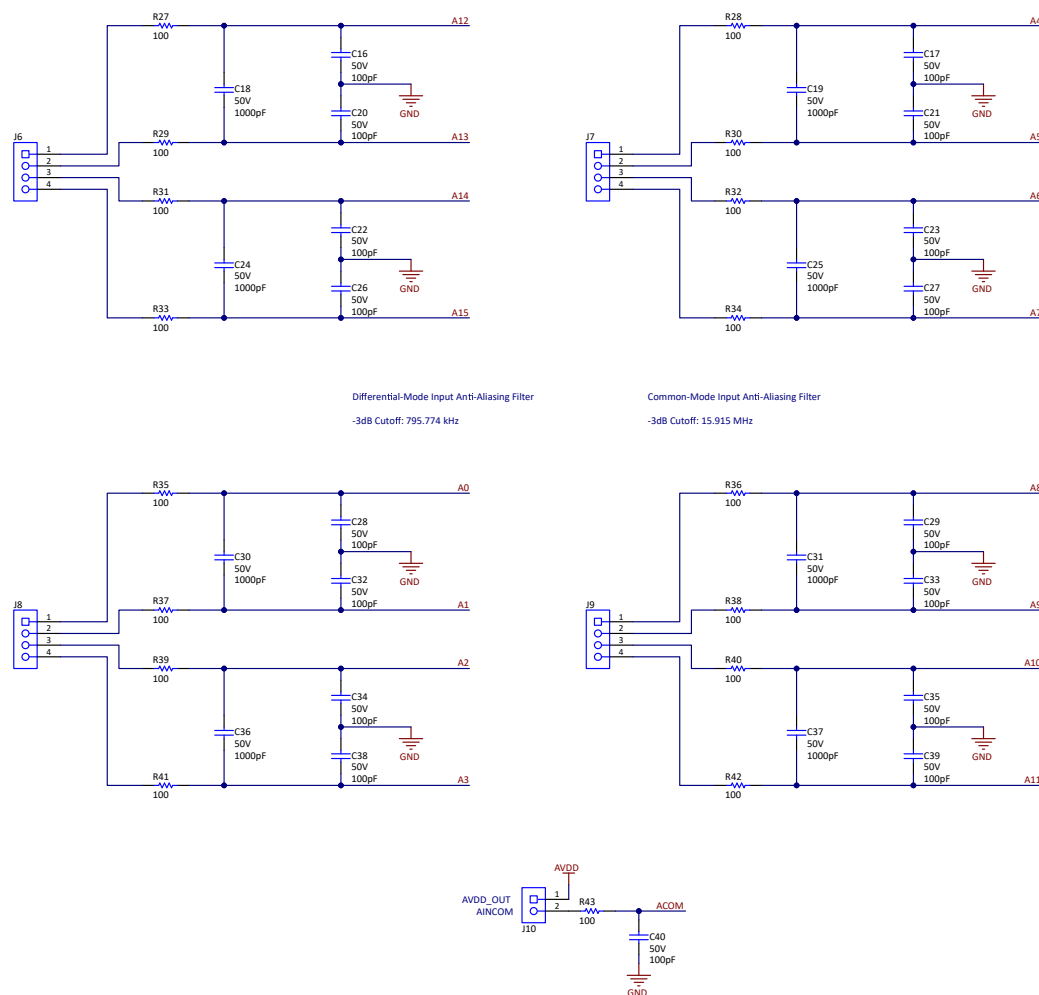 R27
100
A12
C16
50V
100pF
C18
50V
1000pF
GND
C20
50V
100pF
R29
100
A13
J6
1
2
3
4
R31
100
A14
C22
50V
100pF
C24
50V
1000pF
GND
C26
50V
100pF
R33
100
A15
R28
100
A4
C17
50V
100pF
C19
50V
1000pF
GND
C21
50V
100pF
R30
100
A5
J7
1
2
3
4
R32
100
A6
C23
50V
100pF
C25
50V
1000pF
GND
C27
50V
100pF
R34
100
A7
Differential-Mode Input Anti-Aliasing Filter
-3dB Cutoff: 795.774 kHz
Common-Mode Input Anti-Aliasing Filter
-3dB Cutoff: 15.915 MHz
R35
100
A0
C28
50V
100pF
C30
50V
1000pF
GND
C32
50V
100pF
R37
100
A1
J8
1
2
3
4
R39
100
A2
C34
50V
100pF
C36
50V
1000pF
GND
C38
50V
100pF
R41
100
A3
R36
100
A8
C29
50V
100pF
C31
50V
1000pF
GND
C33
50V
100pF
R38
100
A9
J9
1
2
3
4
R40
100
A10
C35
50V
100pF
C37
50V
1000pF
GND
C39
50V
100pF
R42
100
A11
AVDD
AVDD_OUT
1
AINCOM
2
R43
100
ACOM
J10
C40
50V
100pF
GND